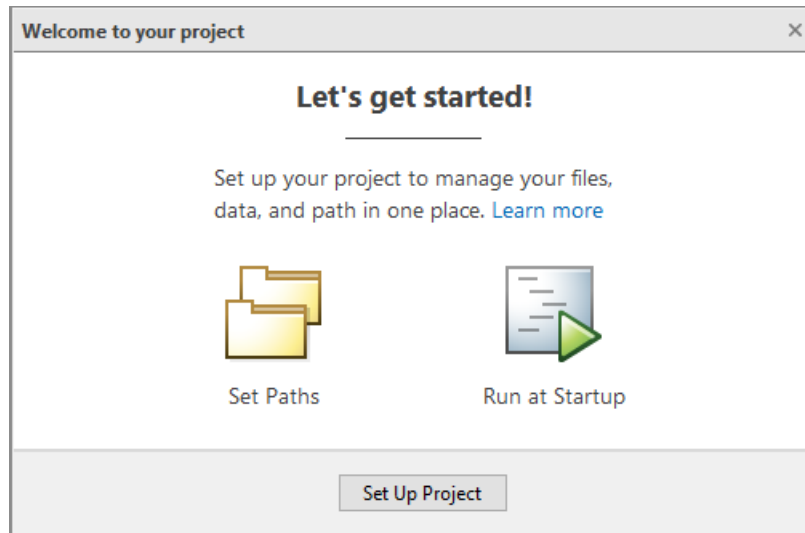 Welcome to your project
Let's get started!
Set up your project to manage your files,
data, and path in one place. Learn more
Set Paths
Run at Startup
Set Up Project